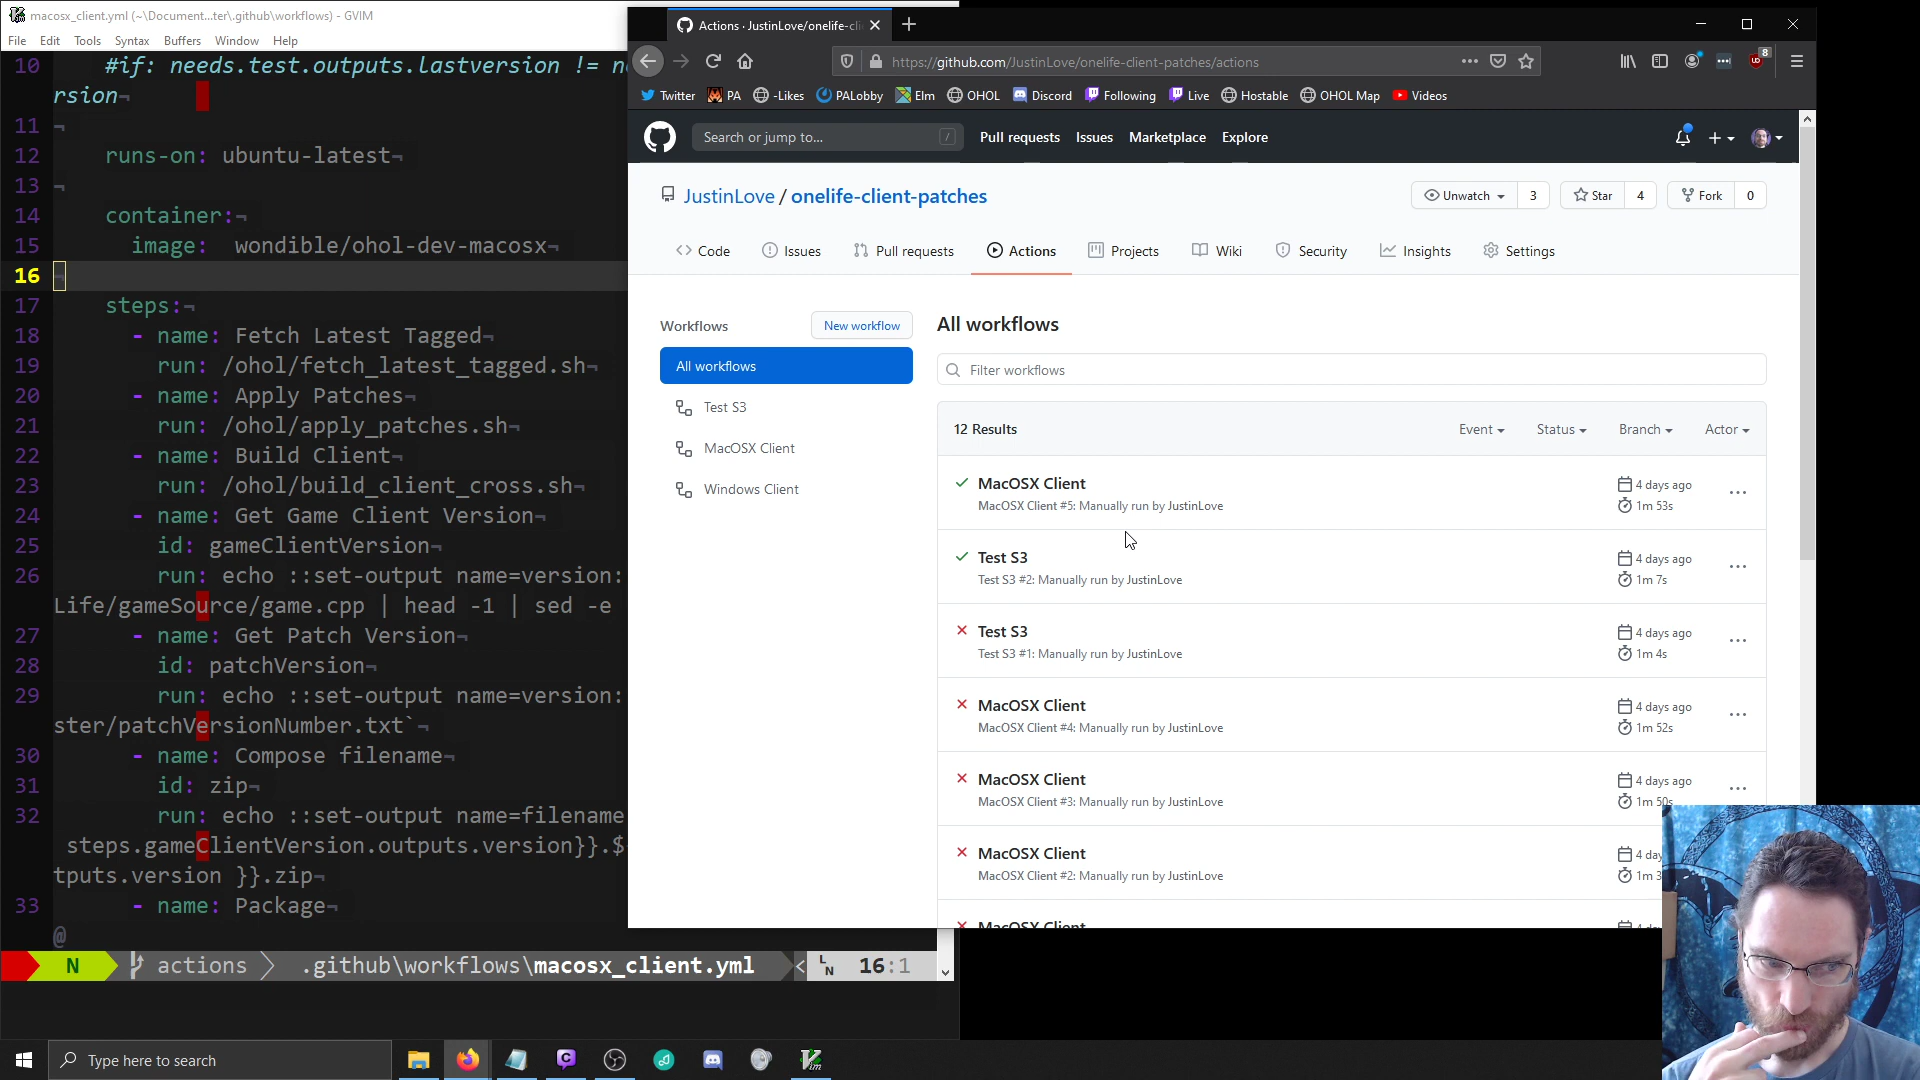 macosx_client.yml (~\Document...ter\.github\workflows) - GVIM
File Edit Tools Syntax Buffers Window Help
10 #if: needs.test.outputs.lastversion != ne
rsion¬
11 ¬
12 runs-on: ubuntu-latest¬
13 ¬
14 container:¬
15 image:  wondible/ohol-dev-macosx¬
16 ¬
17 steps:¬
18 - name: Fetch Latest Tagged¬
19 run: /ohol/fetch_latest_tagged.sh¬
20 - name: Apply Patches¬
21 run: /ohol/apply_patches.sh¬
22 - name: Build Client¬
23 run: /ohol/build_client_cross.sh¬
24 - name: Get Game Client Version¬
25 id: gameClientVersion¬
26 run: echo ::set-output name=version:
Life/gameSource/game.cpp | head -1 | sed -e
27 - name: Get Patch Version¬
28 id: patchVersion¬
29 run: echo ::set-output name=version:
ster/patchVersionNumber.txt`¬
30 - name: Compose filename¬
31 id: zip¬
32 run: echo ::set-output name=filename
steps.gameClientVersion.outputs.version}}.$
tputs.version }}.zip¬
33 - name: Package¬
@
N actions .github\workflows\macosx_client.yml < LN 16:1
Actions · JustinLove/onelife-cli
https://github.com/JustinLove/onelife-client-patches/actions
8
Twitter PA -Likes PALobby Elm OHOL Discord Following Live Hostable OHOL Map Videos
Search or jump to... / Pull requests Issues Marketplace Explore
JustinLove / onelife-client-patches
Unwatch 3 Star 4 Fork 0
Code Issues Pull requests Actions Projects Wiki Security Insights Settings
Workflows New workflow
All workflows
Test S3
MacOSX Client
Windows Client
All workflows
Filter workflows
12 Results Event Status Branch Actor
MacOSX Client
4 days ago
MacOSX Client #5: Manually run by JustinLove
1m 53s
Test S3
4 days ago
Test S3 #2: Manually run by JustinLove
1m 7s
Test S3
4 days ago
Test S3 #1: Manually run by JustinLove
1m 4s
MacOSX Client
4 days ago
MacOSX Client #4: Manually run by JustinLove
1m 52s
MacOSX Client
4 days ago
MacOSX Client #3: Manually run by JustinLove
1m 50s
MacOSX Client
4 day
MacOSX Client #2: Manually run by JustinLove
1m 3
MacOSX Client
Type here to search